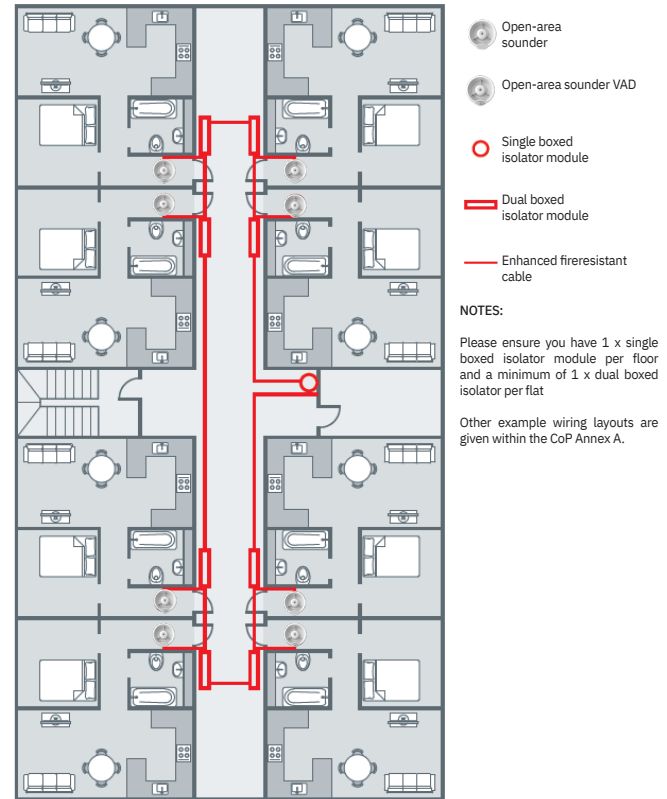 Open-area
sounder
Open-area sounder VAD
Single boxed
isolator module
Dual boxed
isolator module
Enhanced fireresistant
cable
NOTES:
Please ensure you have 1 x single
boxed isolator module per floor
and a minimum of 1 x dual boxed
isolator per flat
Other example wiring layouts are
given within the CoP Annex A.